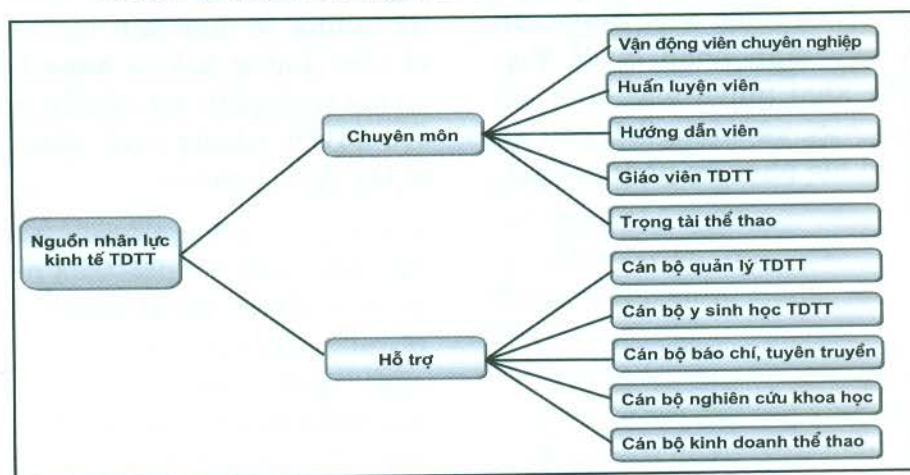 Vận động viên chuyên nghiệp
Huấn luyện viên
Chuyên môn
Hướng dẫn viên
Giáo viên TDTT
Trọng tài thể thao
Nguồn nhân lực
kinh tế TDTT
Cán bộ quản lý TDTT
Cán bộ y sinh học TDTT
Hỗ trợ
Cán bộ báo chí, tuyên truyền
Cán bộ nghiên cứu khoa học
Cán bộ kinh doanh thể thao